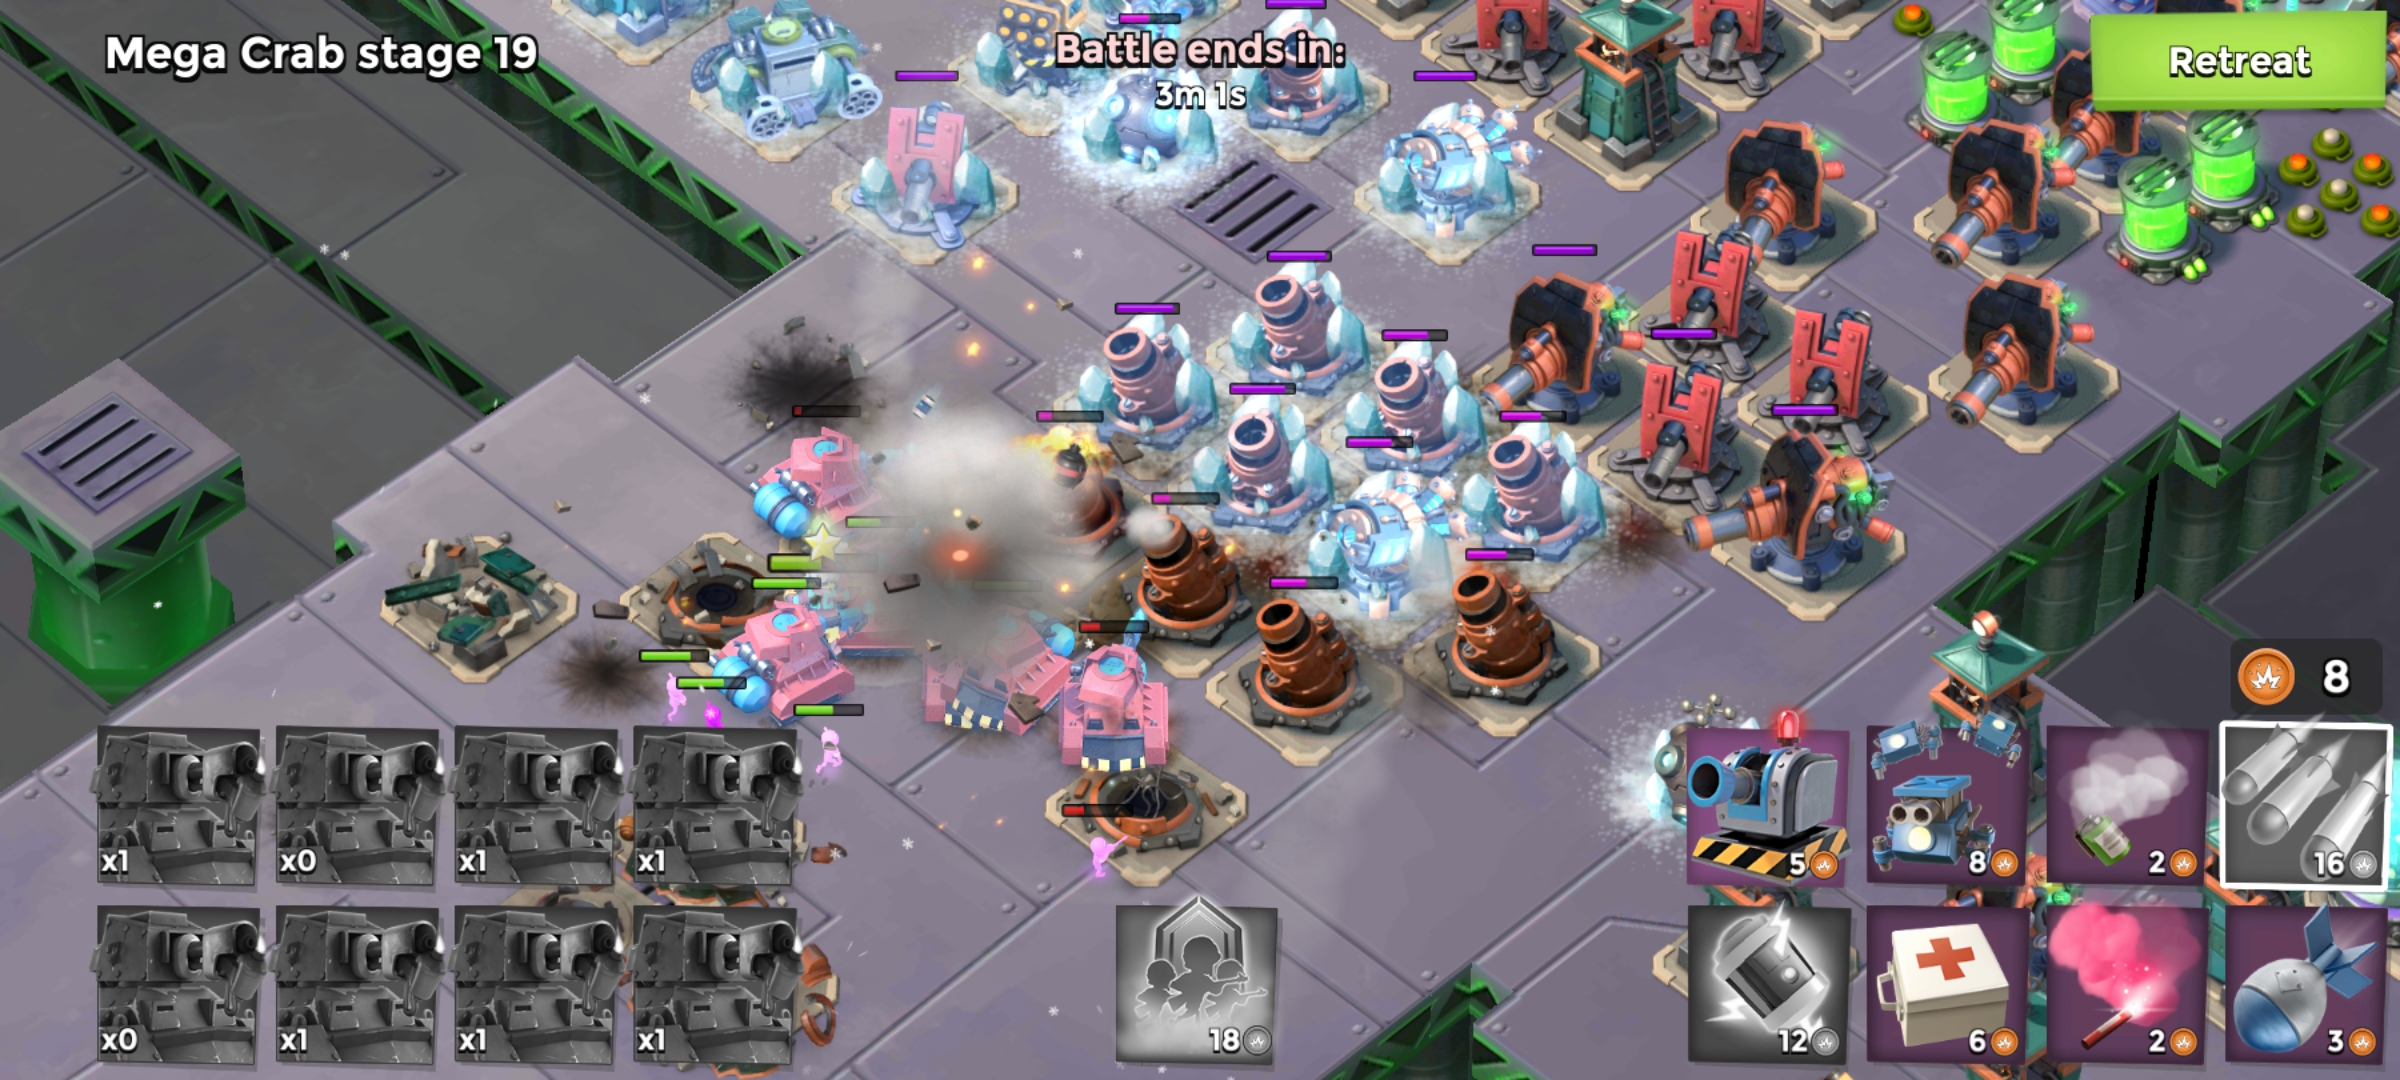 Mega Crab stage 19
Battle ends in:
3m 1s
Retreat
8
x1
x0
x1
x1
5
8
2
16
x0
x1
x1
x1
18
12
6
2
3